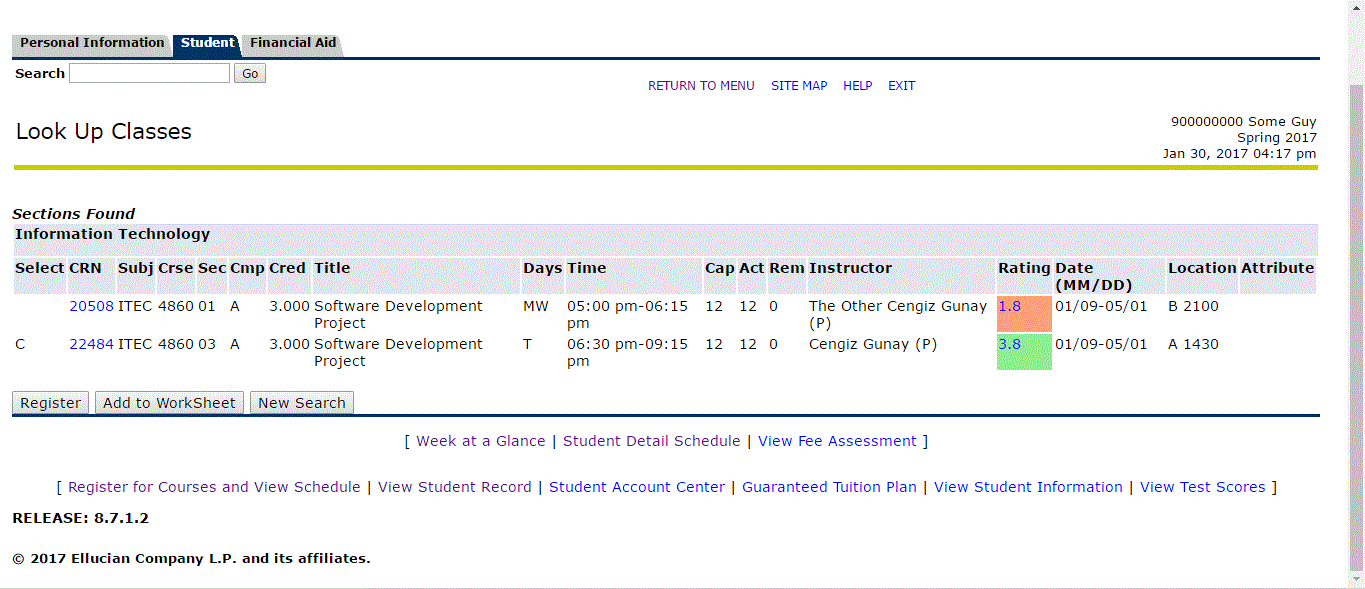 Personal Information Student Financial Aid
Search Go
RETURN TO MENU SITE MAP HELP EXIT
Look Up Classes
900000000 Some Guy
Spring 2017
Jan 30, 2017 04:17 pm
Sections Found
Information Technology
Select CRN Subj Crse Sec Cmp Cred Title Days Time Cap Act Rem Instructor Rating Date Location Attribute
(MM/DD)
20508 ITEC 4860 01 A 3.000 Software Development MW 05:00 pm-06:15 12 12 0 The Other Cengiz Gunay 1.8 01/09-05/01 B 2100
Project pm (P)
C 22484 ITEC 4860 03 A 3.000 Software Development T 06:30 pm-09:15 12 12 0 Cengiz Gunay (P) 3.8 01/09-05/01 A 1430
Project pm
Register Add to WorkSheet New Search
[ Week at a Glance | Student Detail Schedule | View Fee Assessment ]
[ Register for Courses and View Schedule | View Student Record | Student Account Center | Guaranteed Tuition Plan | View Student Information | View Test Scores ]
RELEASE: 8.7.1.2
© 2017 Ellucian Company L.P. and its affiliates.